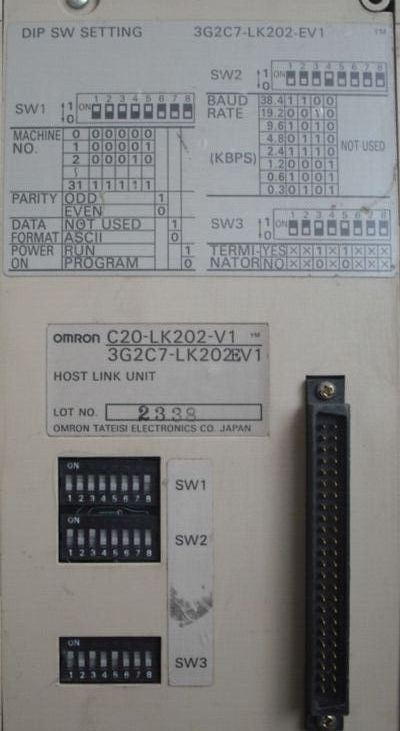 DIP SW SETTING 3G2C7-LK202-EV1 ™
SW2 1 0 ON 1 2 3 4 5 6 7 8
SW1 1 0 ON 1 2 3 4 5 6 7 8
BAUD RATE (KBPS)
38.4 1 1 0 0
19.2 0 0 0
9.6 1 0 1 0
4.8 0 1 1 0
2.4 1 1 1 0
1.2 0 0 0 1
0.6 1 0 0 1
0.3 0 1 0 1
NOT USED
MACHINE NO.
0 0 0 0 0 0
1 0 0 0 0 1
2 0 0 0 1 0
31 1 1 1 1 1
PARITY ODD 1
EVEN 0
DATA FORMAT NOT USED 1
ASCII 0
POWER ON RUN 1
PROGRAM 0
SW3 1 0 ON 1 2 3 4 5 6 7 8
TERMI-NATOR YES X X 1 X 1 X X X
NO X X 0 X 0 X X X
OMRON C20-LK202-V1 ™
3G2C7-LK202EV1
HOST LINK UNIT
LOT NO. 2338
OMRON TATEISI ELECTRONICS CO. JAPAN
ON
1 2 3 4 5 6 7 8
SW1
ON
1 2 3 4 5 6 7 8
SW2
ON
1 2 3 4 5 6 7 8
SW3